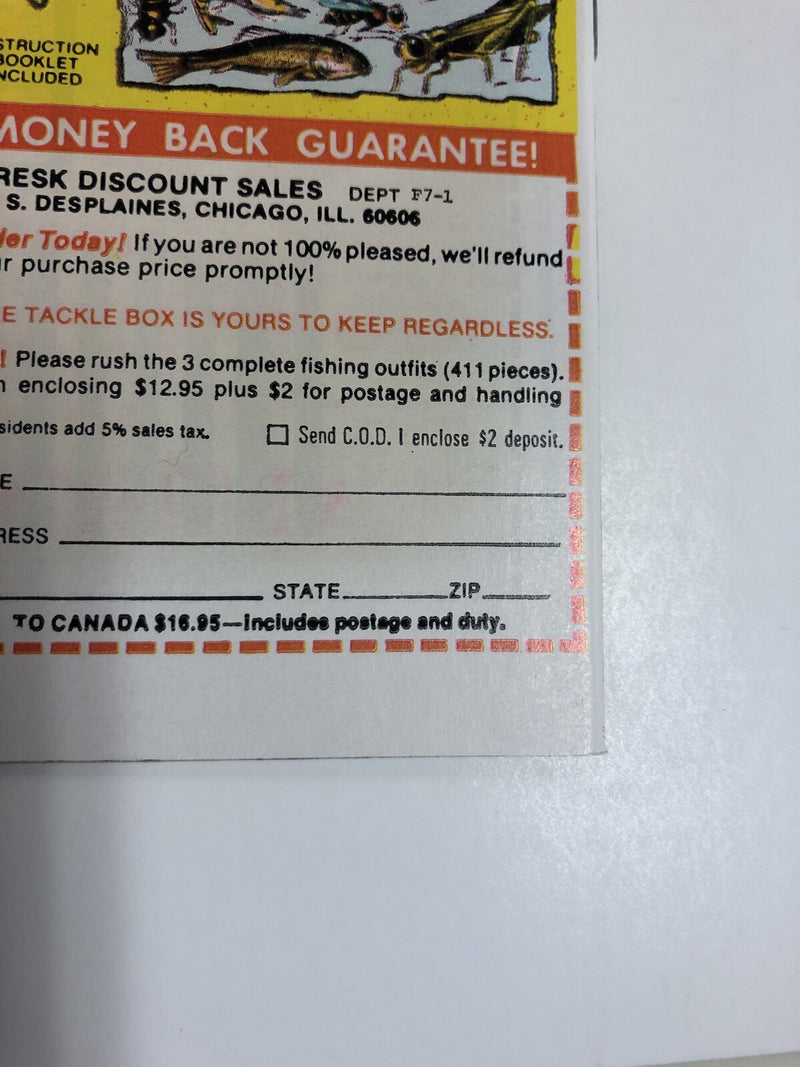 STRUCTION
BOOKLET
NCLUDED
MONEY BACK GUARANTEE!
RESK DISCOUNT SALES DEPT F7-1
S. DESPLAINES, CHICAGO, ILL. 60606
der Today! If you are not 100% pleased, we'll refund
r purchase price promptly!
E TACKLE BOX IS YOURS TO KEEP REGARDLESS.
! Please rush the 3 complete fishing outfits (411 pieces).
enclosing $12.95 plus $2 for postage and handling
sidents add 5% sales tax. Send C.O.D. I enclose $2 deposit.
E
RESS
STATE ZIP
TO CANADA $16.95—Includes postage and duty.